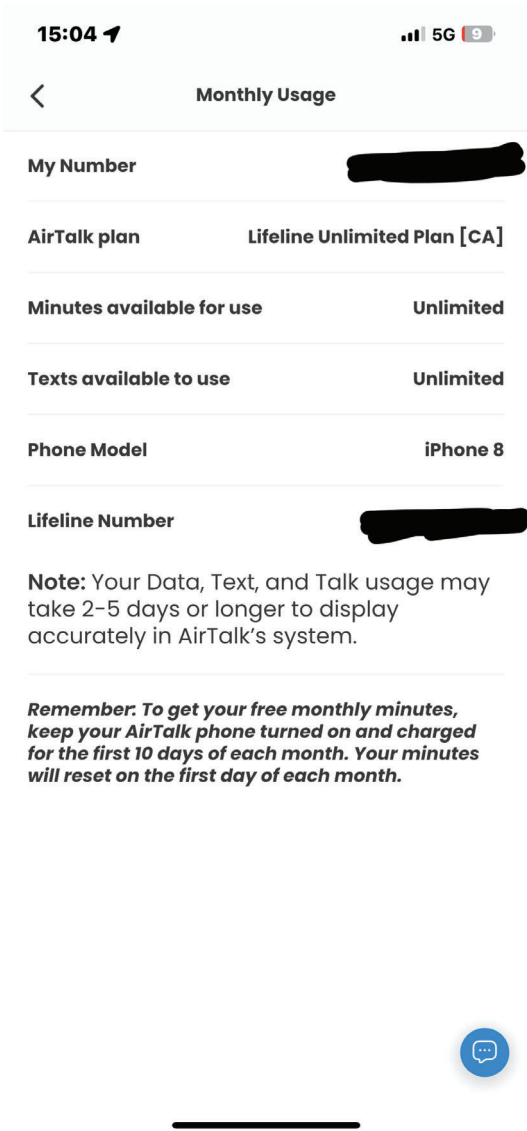 15:04 5G 9
Monthly Usage
My Number
AirTalk plan Lifeline Unlimited Plan [CA]
Minutes available for use Unlimited
Texts available to use Unlimited
Phone Model iPhone 8
Lifeline Number
Note: Your Data, Text, and Talk usage may
take 2-5 days or longer to display
accurately in AirTalk's system.
Remember: To get your free monthly minutes,
keep your AirTalk phone turned on and charged
for the first 10 days of each month. Your minutes
will reset on the first day of each month.